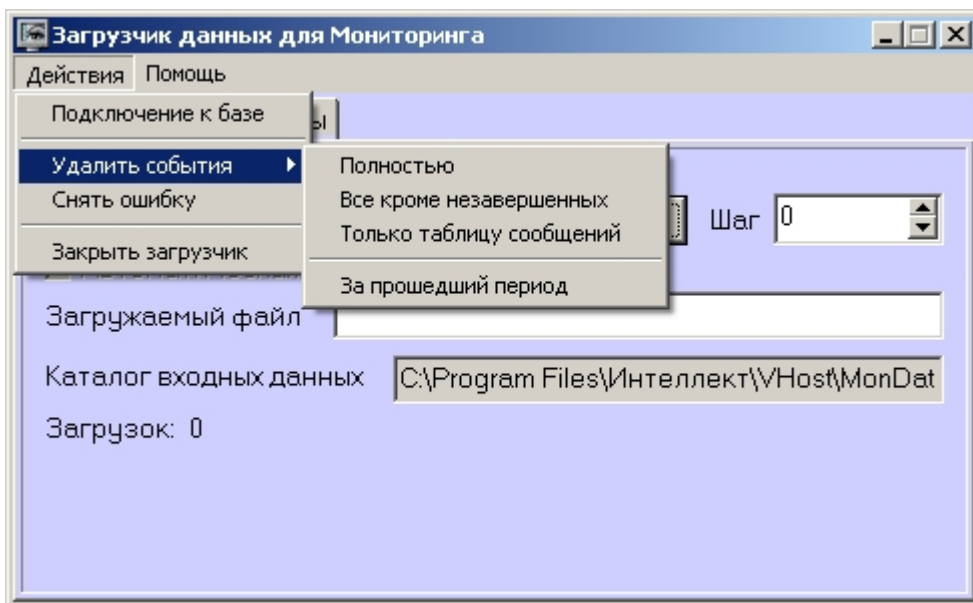 Загрузчик данных для Мониторинга
Действия Помощь
Подключение к базе
Удалить события
Снять ошибку
Закрыть загрузчик
Полностью
Все кроме незавершенных
Только таблицу сообщений
За прошедший период
Шаг 0
Загружаемый файл
Каталог входных данных C:\Program Files\Интеллект\VHost\MonDat
Загрузок: 0